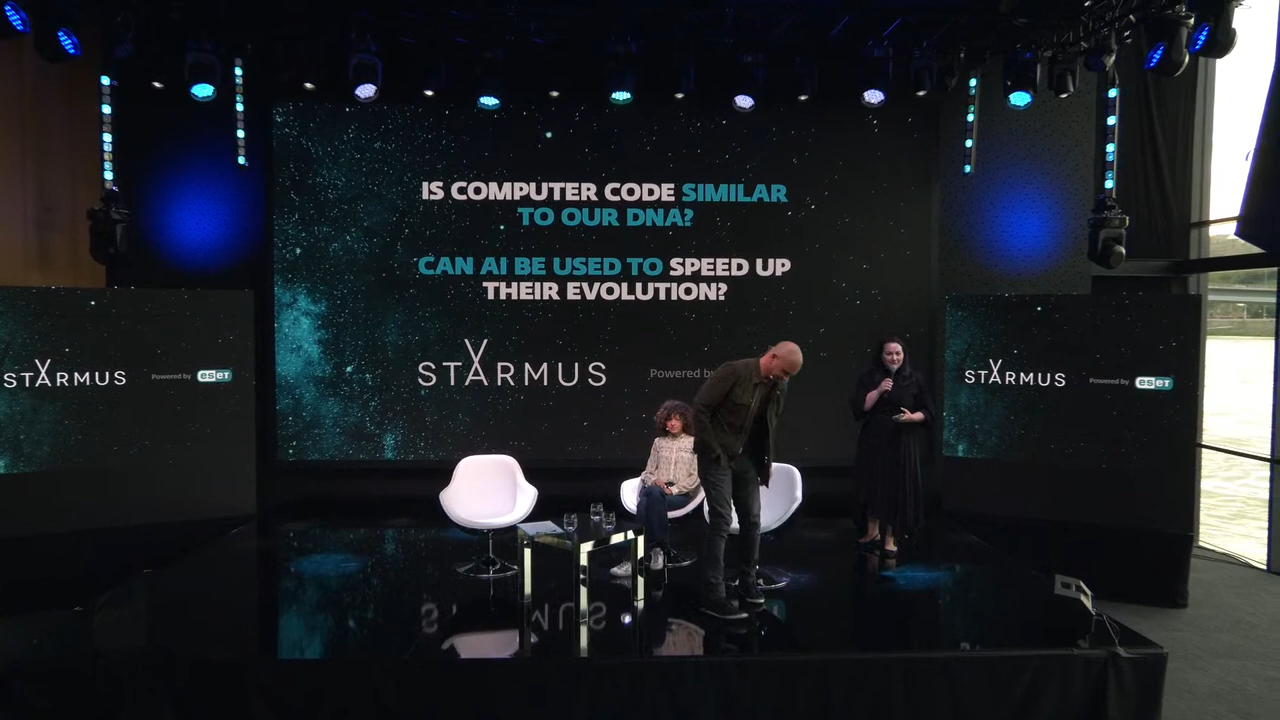 IS COMPUTER CODE SIMILAR
TO OUR DNA?
CAN AI BE USED TO SPEED UP
THEIR EVOLUTION?
STARMUS
Powered by
STARMUS
Powered by eseT
STARMUS
Powered by eseT